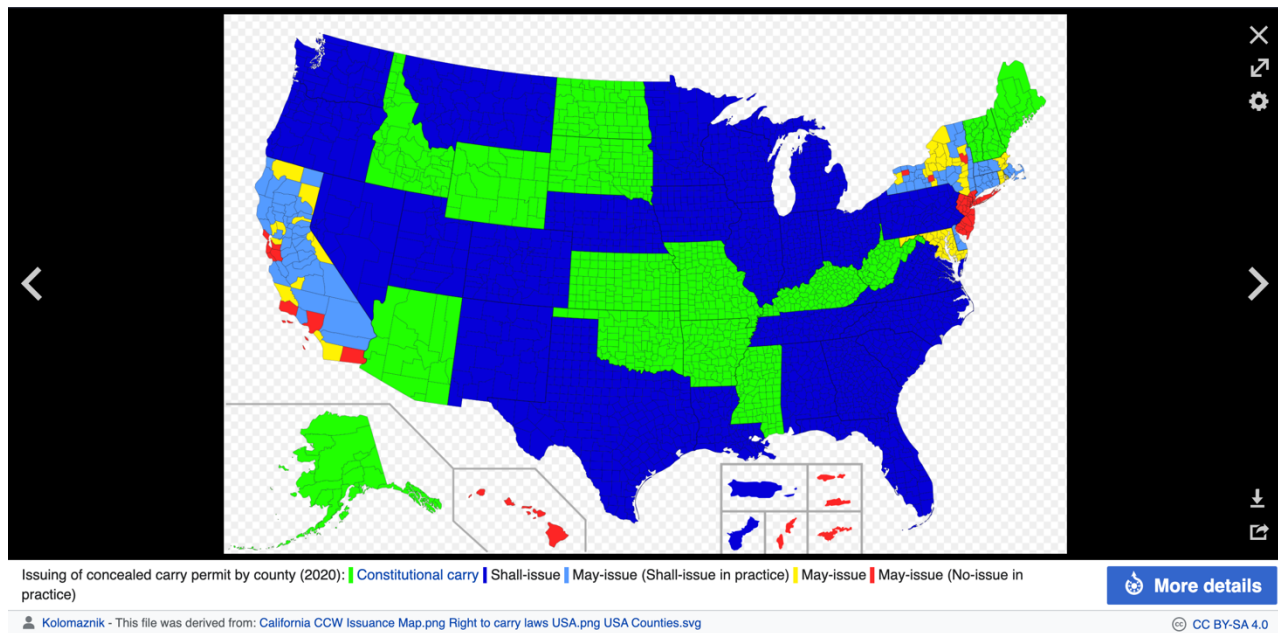 Issuing of concealed carry permit by county (2020): Constitutional carry Shall-issue May-issue (Shall-issue in practice) May-issue May-issue (No-issue in
practice)
More details
Kolomaznik - This file was derived from: California CCW Issuance Map.png Right to carry laws USA.png USA Counties.svg
CC BY-SA 4.0